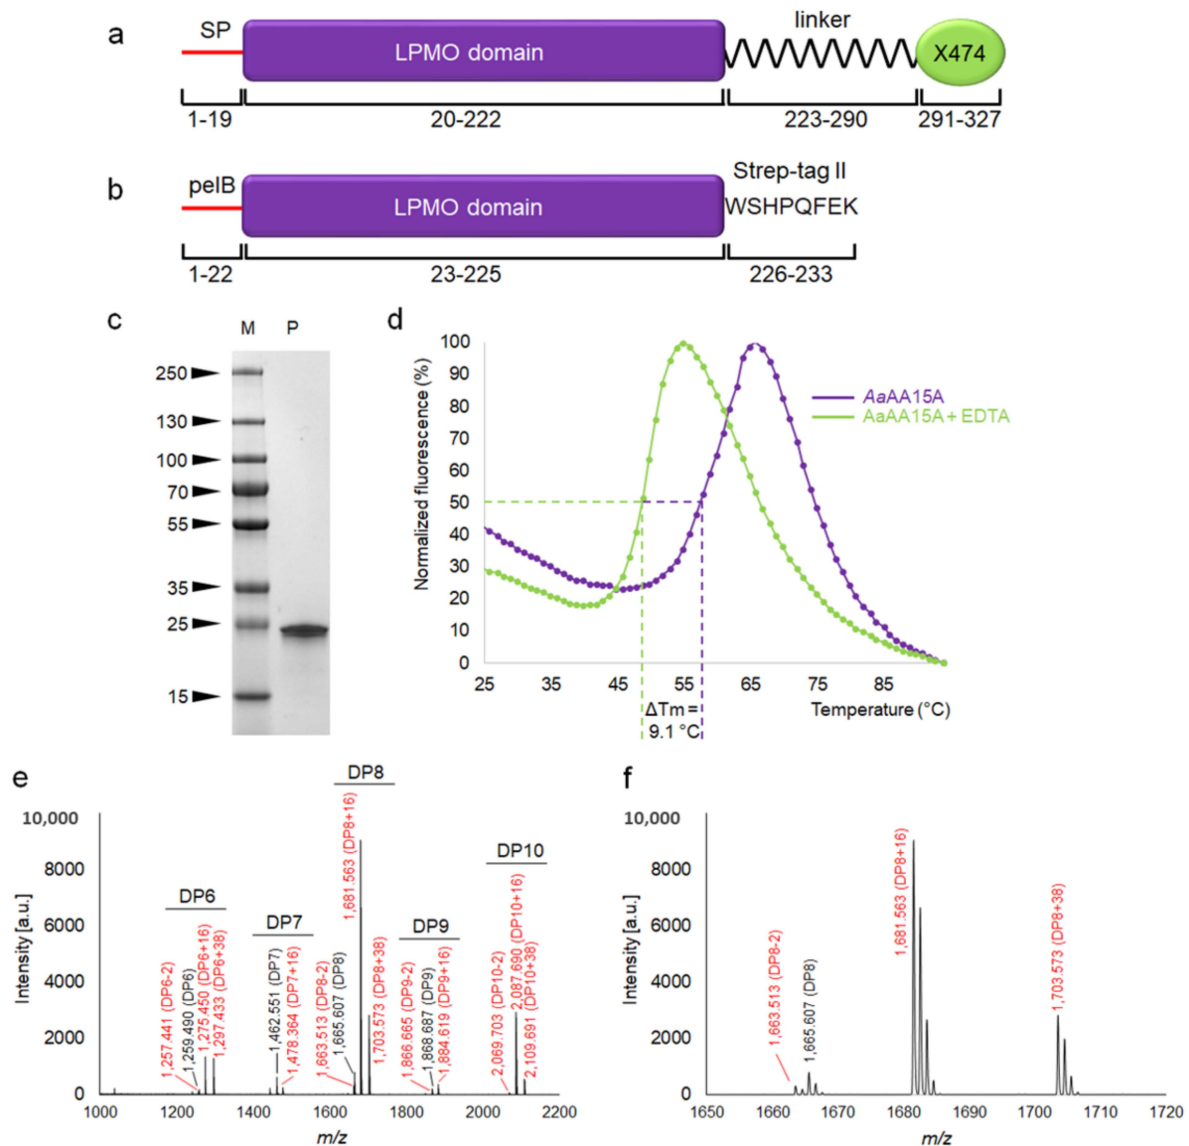 a
SP
LPMO domain
linker
X474
1-19
20-222
223-290
291-327
b
pelB
LPMO domain
Strep-tag II
WSHPQFEK
1-22
23-225
226-233
c
M P
250
130
100
70
55
35
25
15
d
Normalized fluorescence (%)
100
90
80
70
60
50
40
30
20
10
0
25 35 45 55 65 75 85
Temperature (°C)
AaAA15A
AaAA15A + EDTA
ΔTm =
9.1 °C
e
Intensity [a.u.]
10,000
8000
6000
4000
2000
0
1000 1200 1400 1600 1800 2000 2200
m/z
DP6
1,257.441 (DP6-2)
1,259.490 (DP6)
1,275.450 (DP6+16)
1,297.433 (DP6+38)
DP7
1,462.551 (DP7)
1,478.364 (DP7+16)
DP8
1,663.513 (DP8-2)
1,665.607 (DP8)
1,681.563 (DP8+16)
1,703.573 (DP8+38)
DP9
1,866.665 (DP9-2)
1,868.687 (DP9)
1,884.619 (DP9+16)
DP10
2,069.703 (DP10-2)
2,087.690 (DP10+16)
2,109.691 (DP10+38)
f
Intensity [a.u.]
10,000
8000
6000
4000
2000
0
1650 1660 1670 1680 1690 1700 1710 1720
m/z
1,663.513 (DP8-2)
1,665.607 (DP8)
1,681.563 (DP8+16)
1,703.573 (DP8+38)